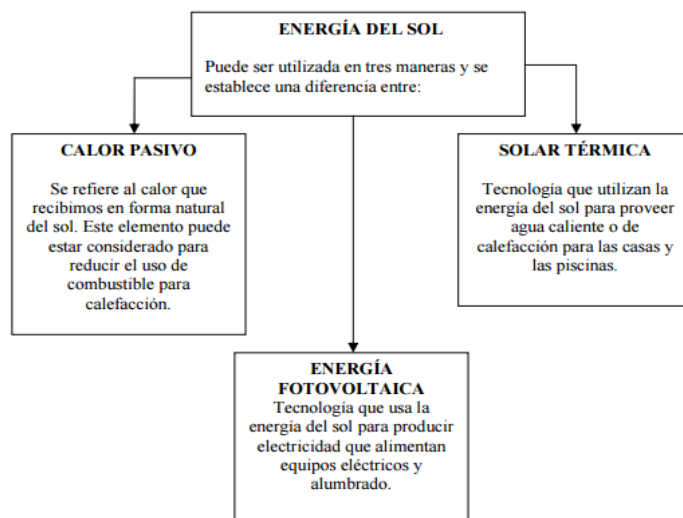 ENERGÍA DEL SOL
Puede ser utilizada en tres maneras y se
establece una diferencia entre:
CALOR PASIVO
Se refiere al calor que
recibimos en forma natural
del sol. Este elemento puede
estar considerado para
reducir el uso de
combustible para
calefacción.
SOLAR TÉRMICA
Tecnología que utilizan la
energía del sol para proveer
agua caliente o de
calefacción para las casas y
las piscinas.
ENERGÍA
FOTOVOLTAICA
Tecnología que usa la
energía del sol para producir
electricidad que alimentan
equipos eléctricos y
alumbrado.